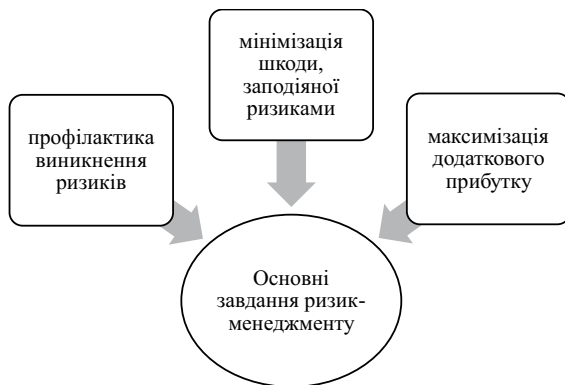 мінімізація
шкоди,
заподіяної
ризиками
профілактика
виникнення
ризиків
максимізація
додаткового
прибутку
Основні
завдання ризик-
менеджменту